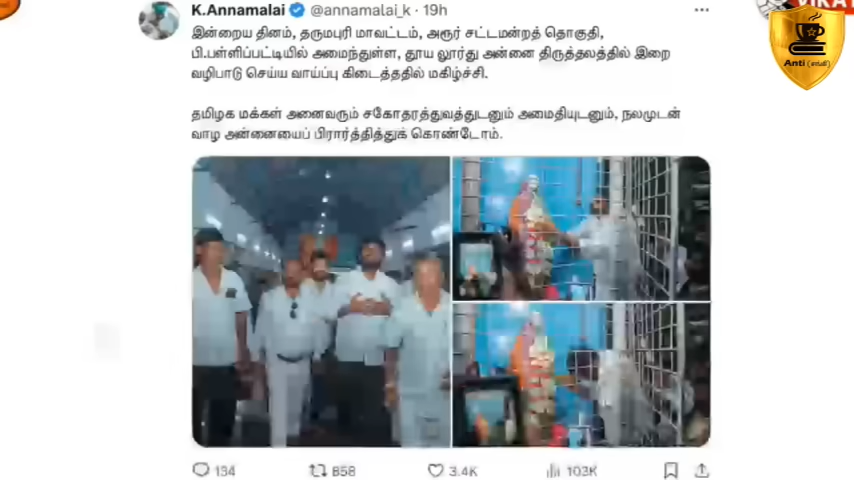 K.Annamalai @annamalai_k · 19h
இன்றைய தினம், தருமபுரி மாவட்டம், அரூர் சட்டமன்றத் தொகுதி,
பி.பள்ளிப்பட்டியில் அமைந்துள்ள, தூய லூர்து அன்னை திருத்தலத்தில் இறை
வழிபாடு செய்ய வாய்ப்பு கிடைத்ததில் மகிழ்ச்சி.
தமிழக மக்கள் அனைவரும் சகோதரத்துவத்துடனும் அமைதியுடனும், நலமுடன்
வாழ அன்னையைப் பிரார்த்தித்துக் கொண்டோம்.
858 3.4K 103K
Anti